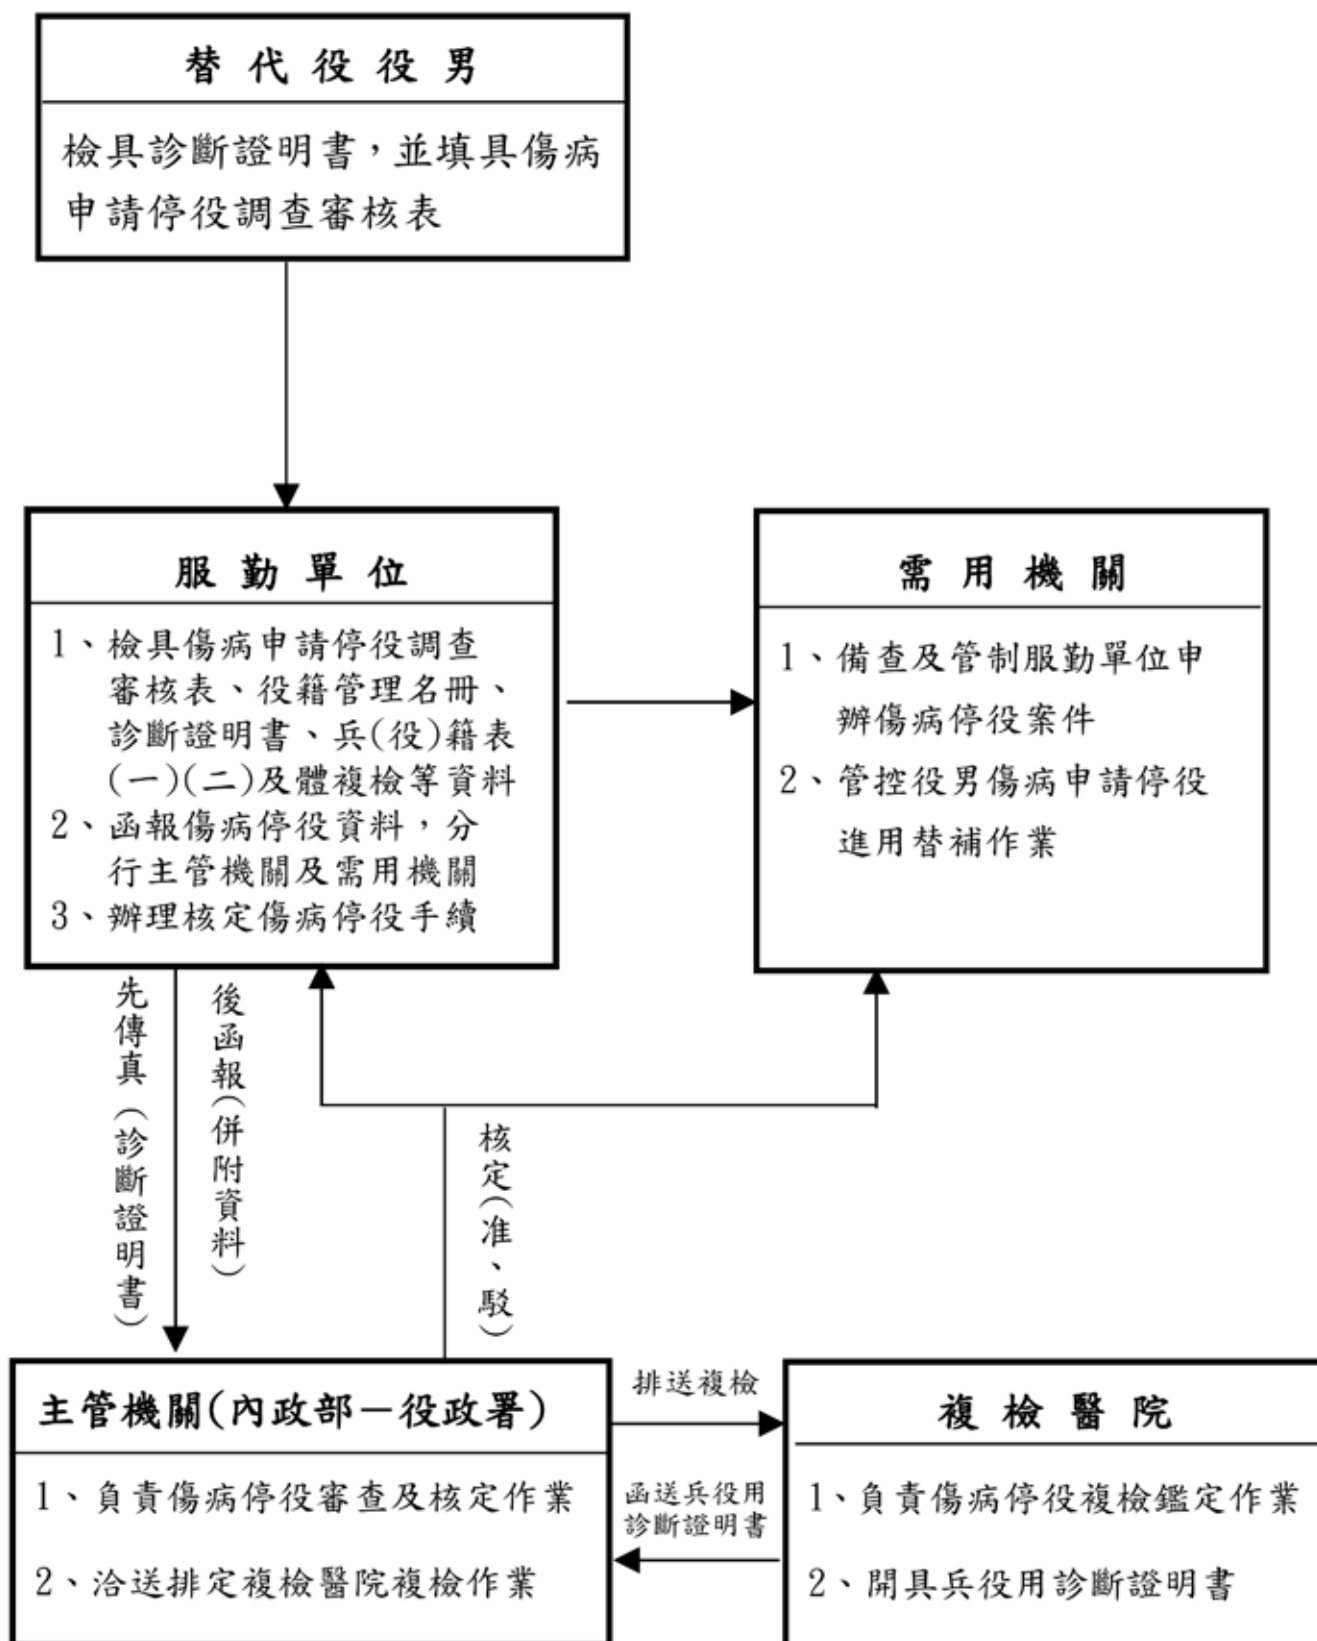 替代役役男
檢具診斷證明書，並填具傷病
申請停役調查審核表
服勤單位
1、檢具傷病申請停役調查
審核表、役籍管理名冊、
診斷證明書、兵(役)籍表
(一)(二)及體複檢等資料
2、函報傷病停役資料，分
行主管機關及需用機關
3、辦理核定傷病停役手續
需用機關
1、備查及管制服勤單位申
辦傷病停役案件
2、管控役男傷病申請停役
進用替補作業
先傳真（診斷證明書）
後函報(併附資料)
核定(准、駁)
主管機關(內政部－役政署)
1、負責傷病停役審查及核定作業
2、洽送排定複檢醫院複檢作業
排送複檢
函送兵役用
診斷證明書
複檢醫院
1、負責傷病停役複檢鑑定作業
2、開具兵役用診斷證明書